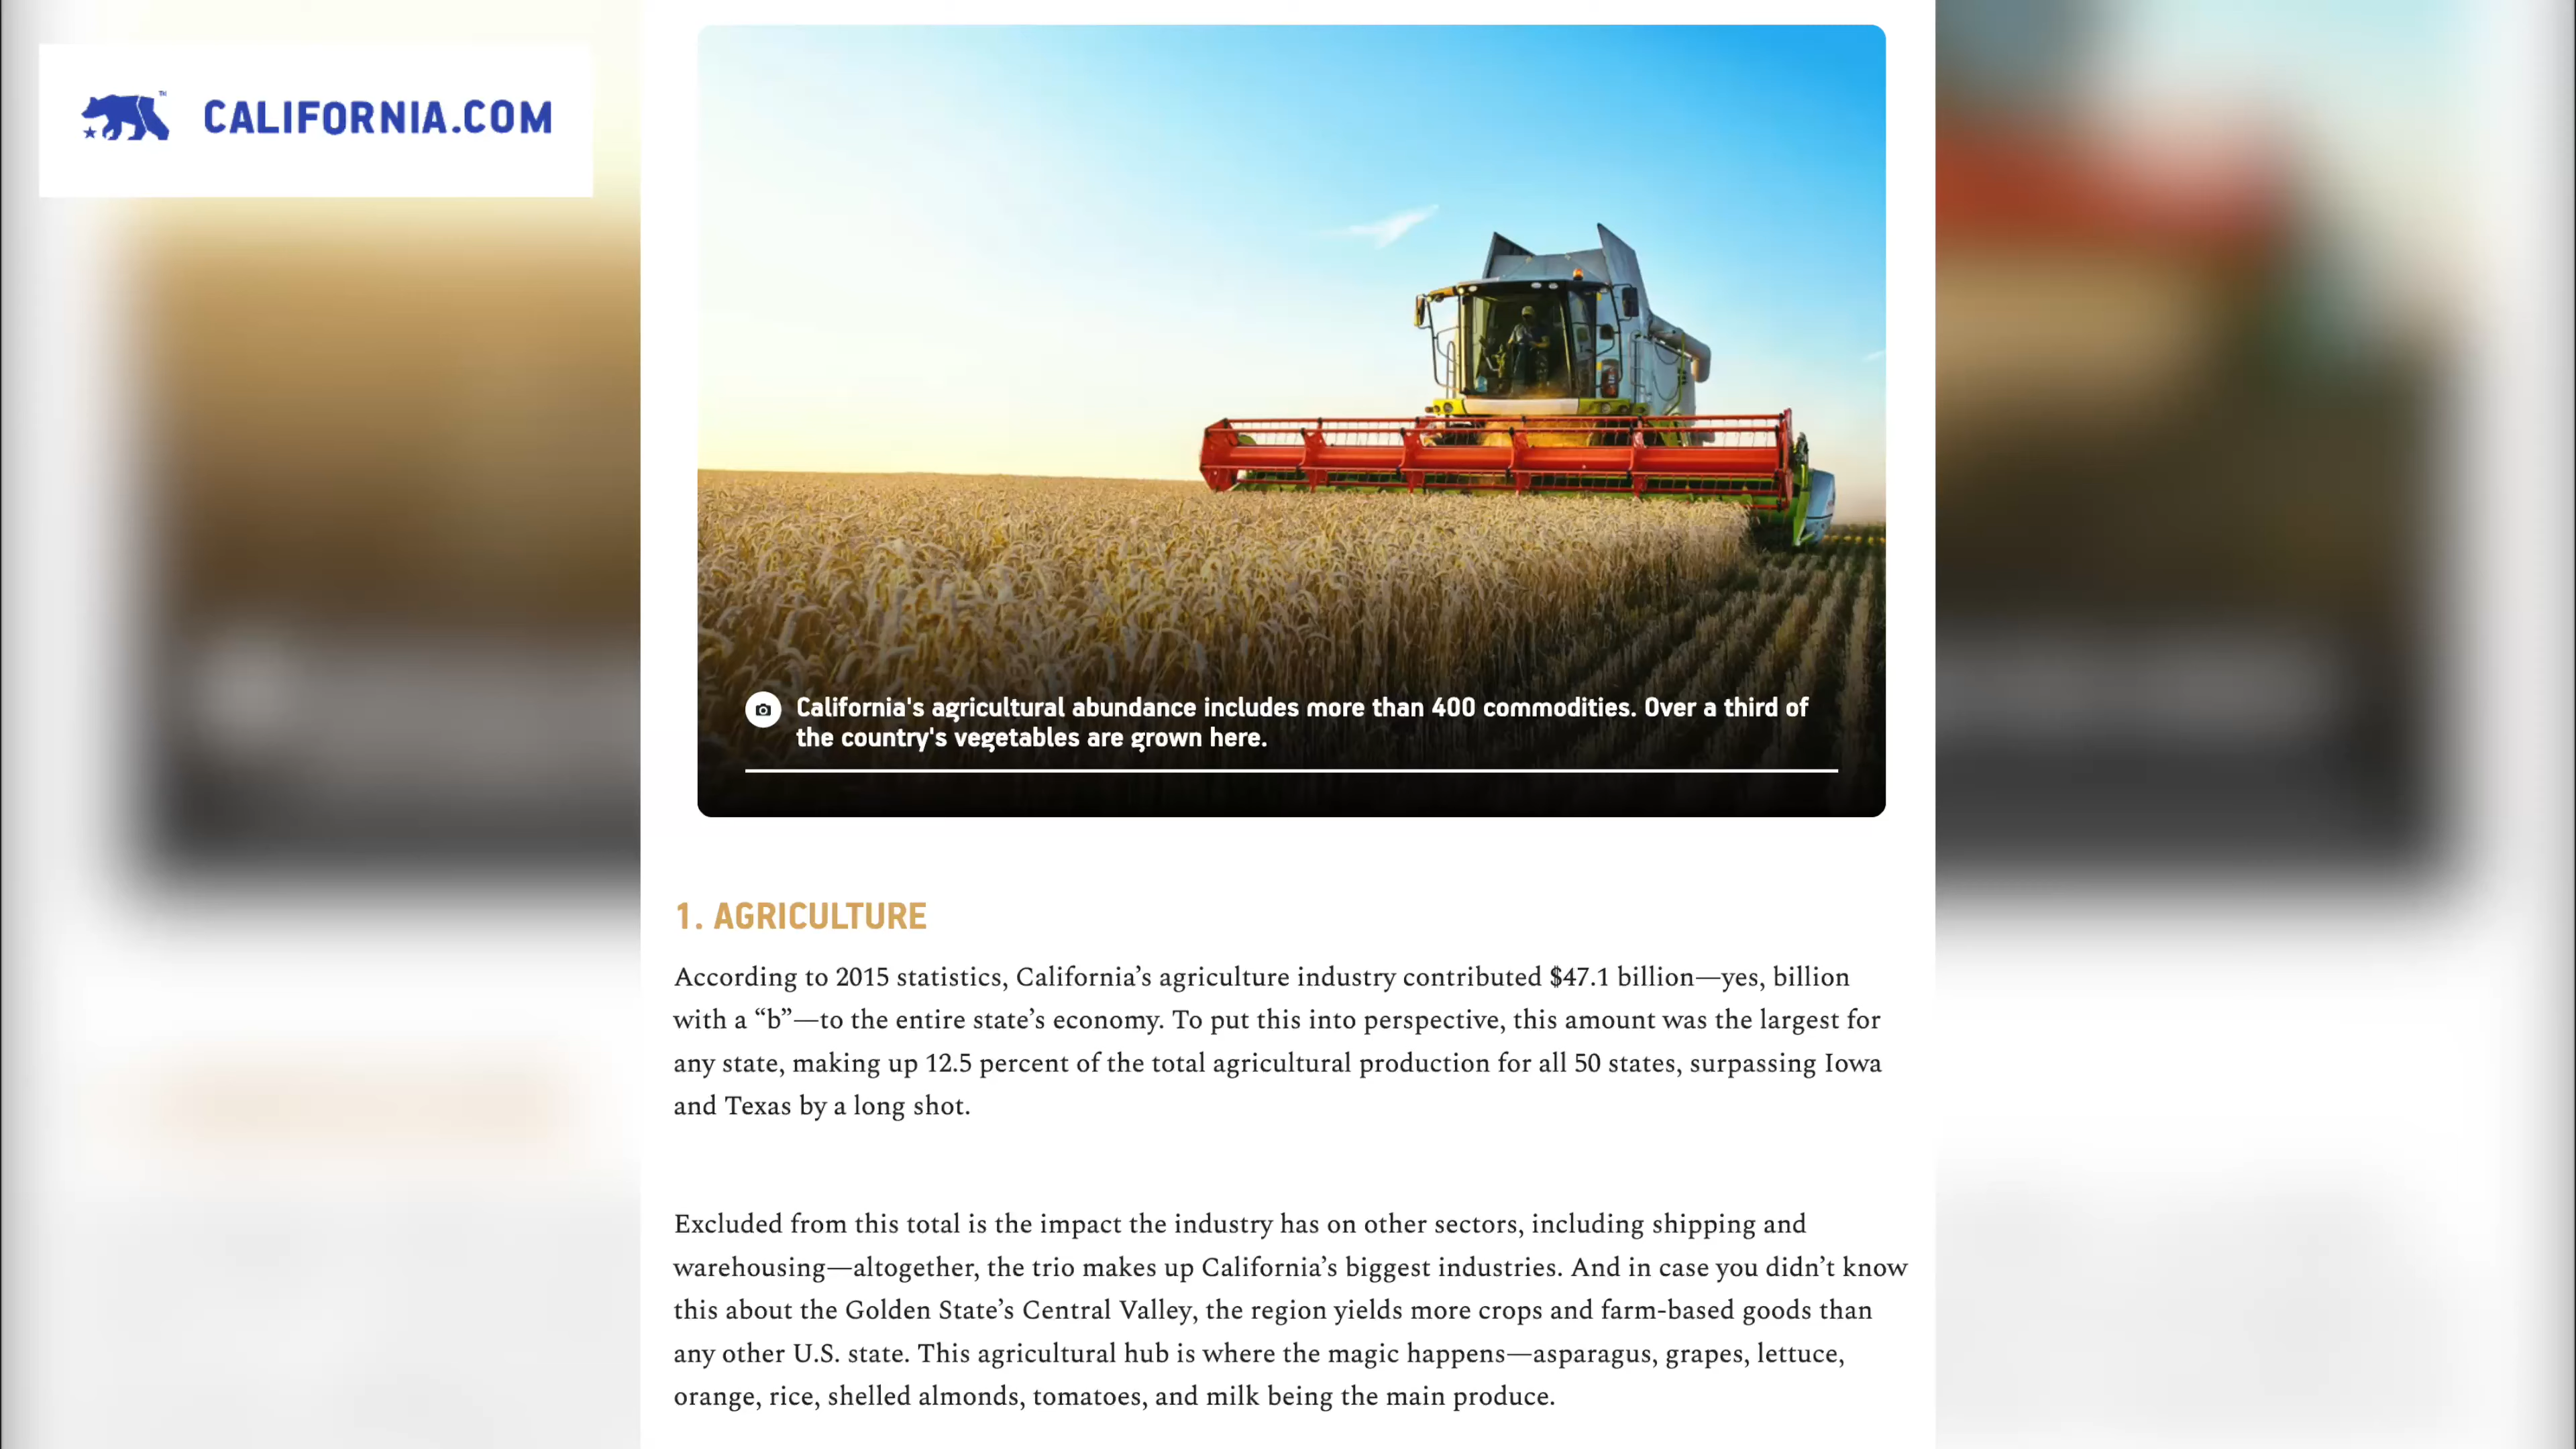 CALIFORNIA.COM
TM
California's agricultural abundance includes more than 400 commodities. Over a third of
the country's vegetables are grown here.
1. AGRICULTURE
According to 2015 statistics, California’s agriculture industry contributed $47.1 billion—yes, billion
with a “b”—to the entire state’s economy. To put this into perspective, this amount was the largest for
any state, making up 12.5 percent of the total agricultural production for all 50 states, surpassing Iowa
and Texas by a long shot.
Excluded from this total is the impact the industry has on other sectors, including shipping and
warehousing—altogether, the trio makes up California’s biggest industries. And in case you didn’t know
this about the Golden State’s Central Valley, the region yields more crops and farm-based goods than
any other U.S. state. This agricultural hub is where the magic happens—asparagus, grapes, lettuce,
orange, rice, shelled almonds, tomatoes, and milk being the main produce.